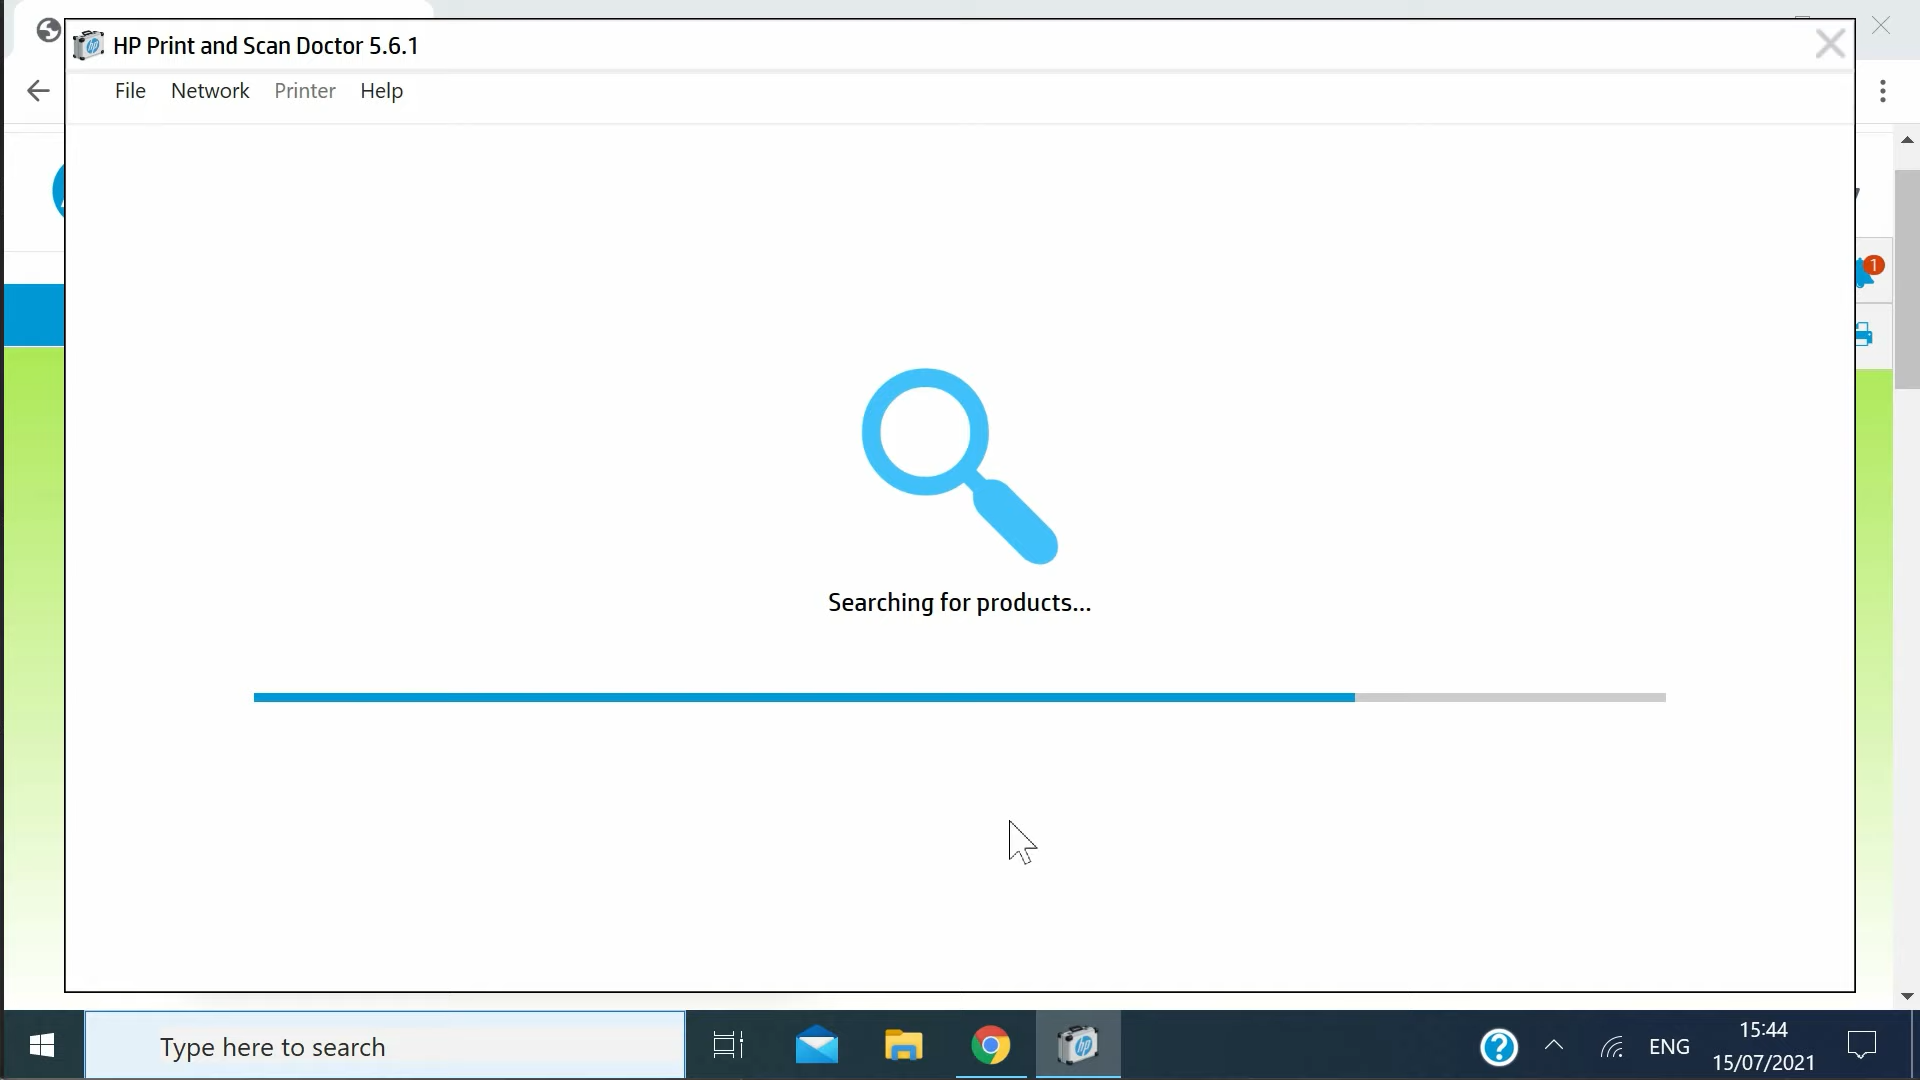 HP Print and Scan Doctor 5.6.1
File Network Printer Help
1
Searching for products...
Type here to search
hp
ENG
15:44
15/07/2021